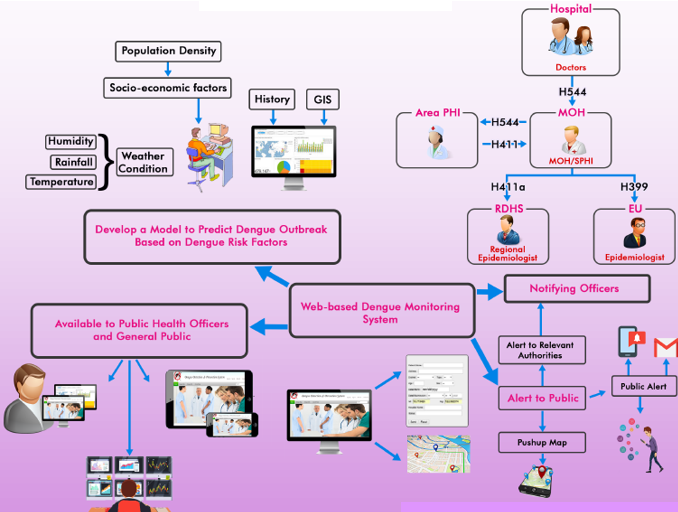 Hospital
Doctors
H544
Area PHI
H544
H411
MOH
MOH/SPHI
H411a
H399
RDHS
Regional
Epidemiologist
EU
Epidemiologist
Population Density
Socio-economic factors
History
GIS
Humidity
Rainfall
Temperature
Weather
Condition
Develop a Model to Predict Dengue Outbreak
Based on Dengue Risk Factors
Web-based Dengue Monitoring
System
Notifying Officers
Available to Public Health Officers
and General Public
Alert to Relevant
Authorities
Alert to Public
Public Alert
Pushup Map